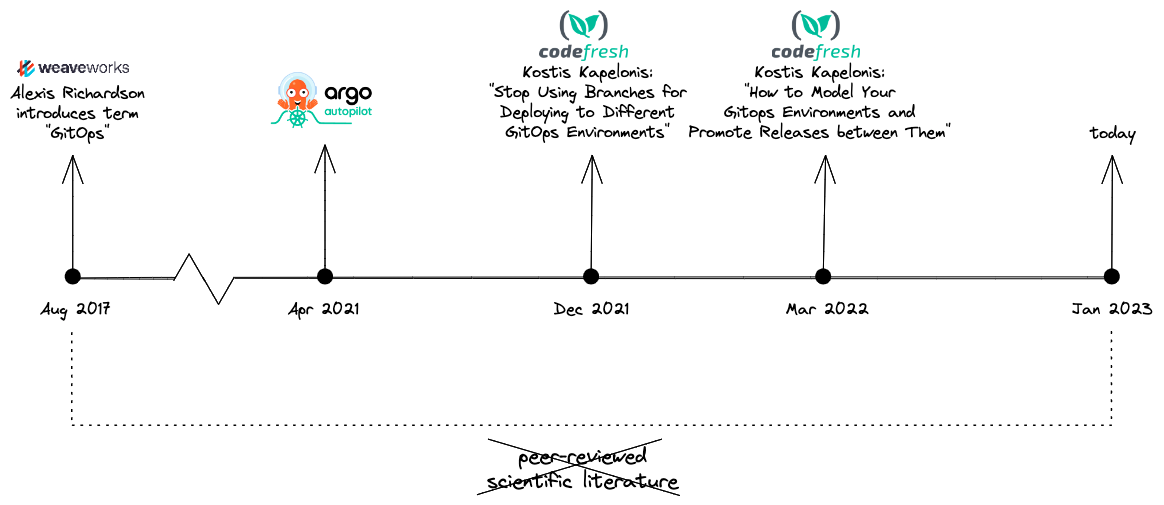 weaveworks
Alexis Richardson
introduces term
"GitOps"
argo
autopilot
codefresh
Kostis Kapelonis:
"Stop Using Branches for
Deploying to Different
GitOps Environments"
codefresh
Kostis Kapelonis:
"How to Model Your
Gitops Environments and
Promote Releases between Them"
today
Aug 2017
Apr 2021
Dec 2021
Mar 2022
Jan 2023
peer-reviewed
scientific literature